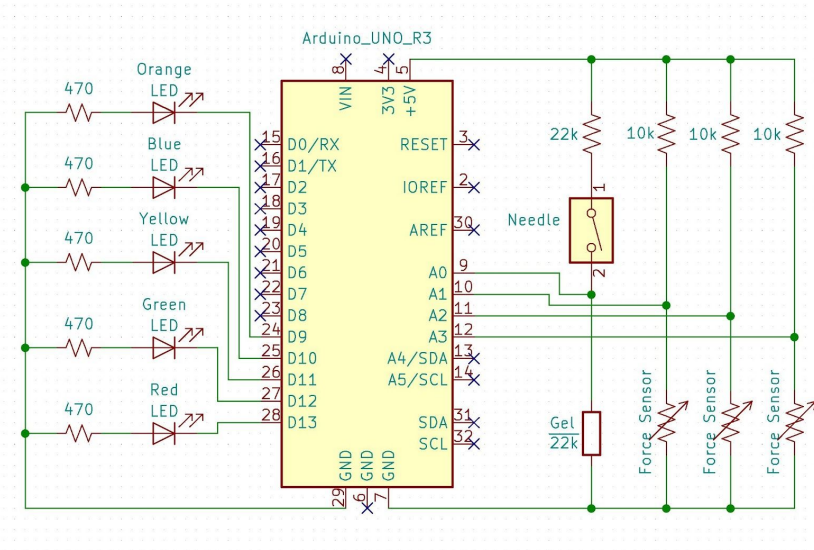 Arduino_UNO_R3
Orange
LED
470
Blue
LED
470
Yellow
LED
470
Green
LED
470
Red
LED
470
8
4
5
VIN
3V3
+5V
15
D0/RX
16
D1/TX
17
D2
18
D3
19
D4
20
D5
21
D6
22
D7
23
D8
24
D9
25
D10
26
D11
27
D12
28
D13
RESET
3
IOREF
2
AREF
30
A0
9
A1
10
A2
11
A3
12
A4/SDA
13
A5/SCL
14
SDA
31
SCL
32
GND
GND
GND
29
6
7
22k
10k
10k
10k
Needle
1
2
Gel
22k
Force Sensor
Force Sensor
Force Sensor